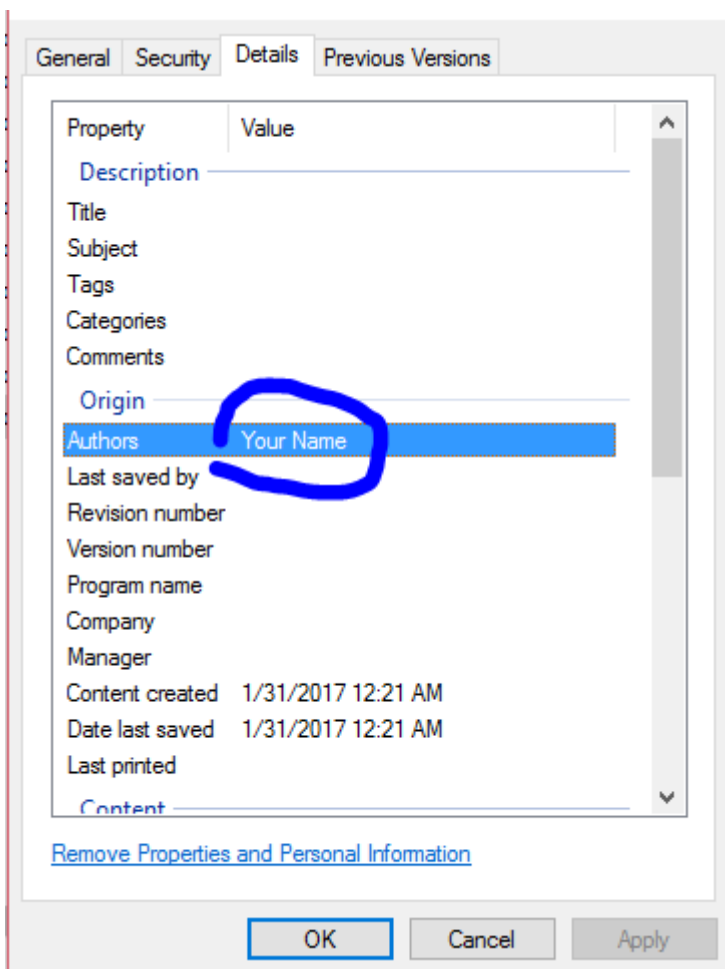 General Security Details Previous Versions
Property Value
Description
Title
Subject
Tags
Categories
Comments
Origin
Authors Your Name
Last saved by
Revision number
Version number
Program name
Company
Manager
Content created 1/31/2017 12:21 AM
Date last saved 1/31/2017 12:21 AM
Last printed
Content
Remove Properties and Personal Information
OK Cancel Apply